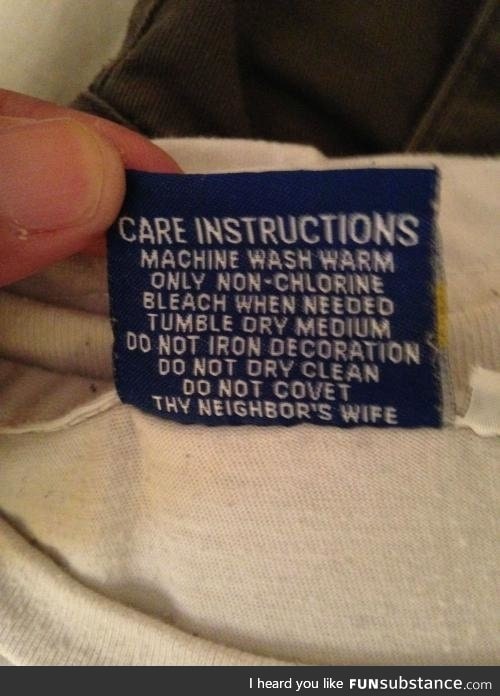 CARE INSTRUCTIONS
MACHINE WASH WARM
ONLY NON-CHLORINE
BLEACH WHEN NEEDED
TUMBLE DRY MEDIUM
DO NOT IRON DECORATION
DO NOT DRY CLEAN
DO NOT COVET
THY NEIGHBOR'S WIFE
I heard you like FUNsubstance.com